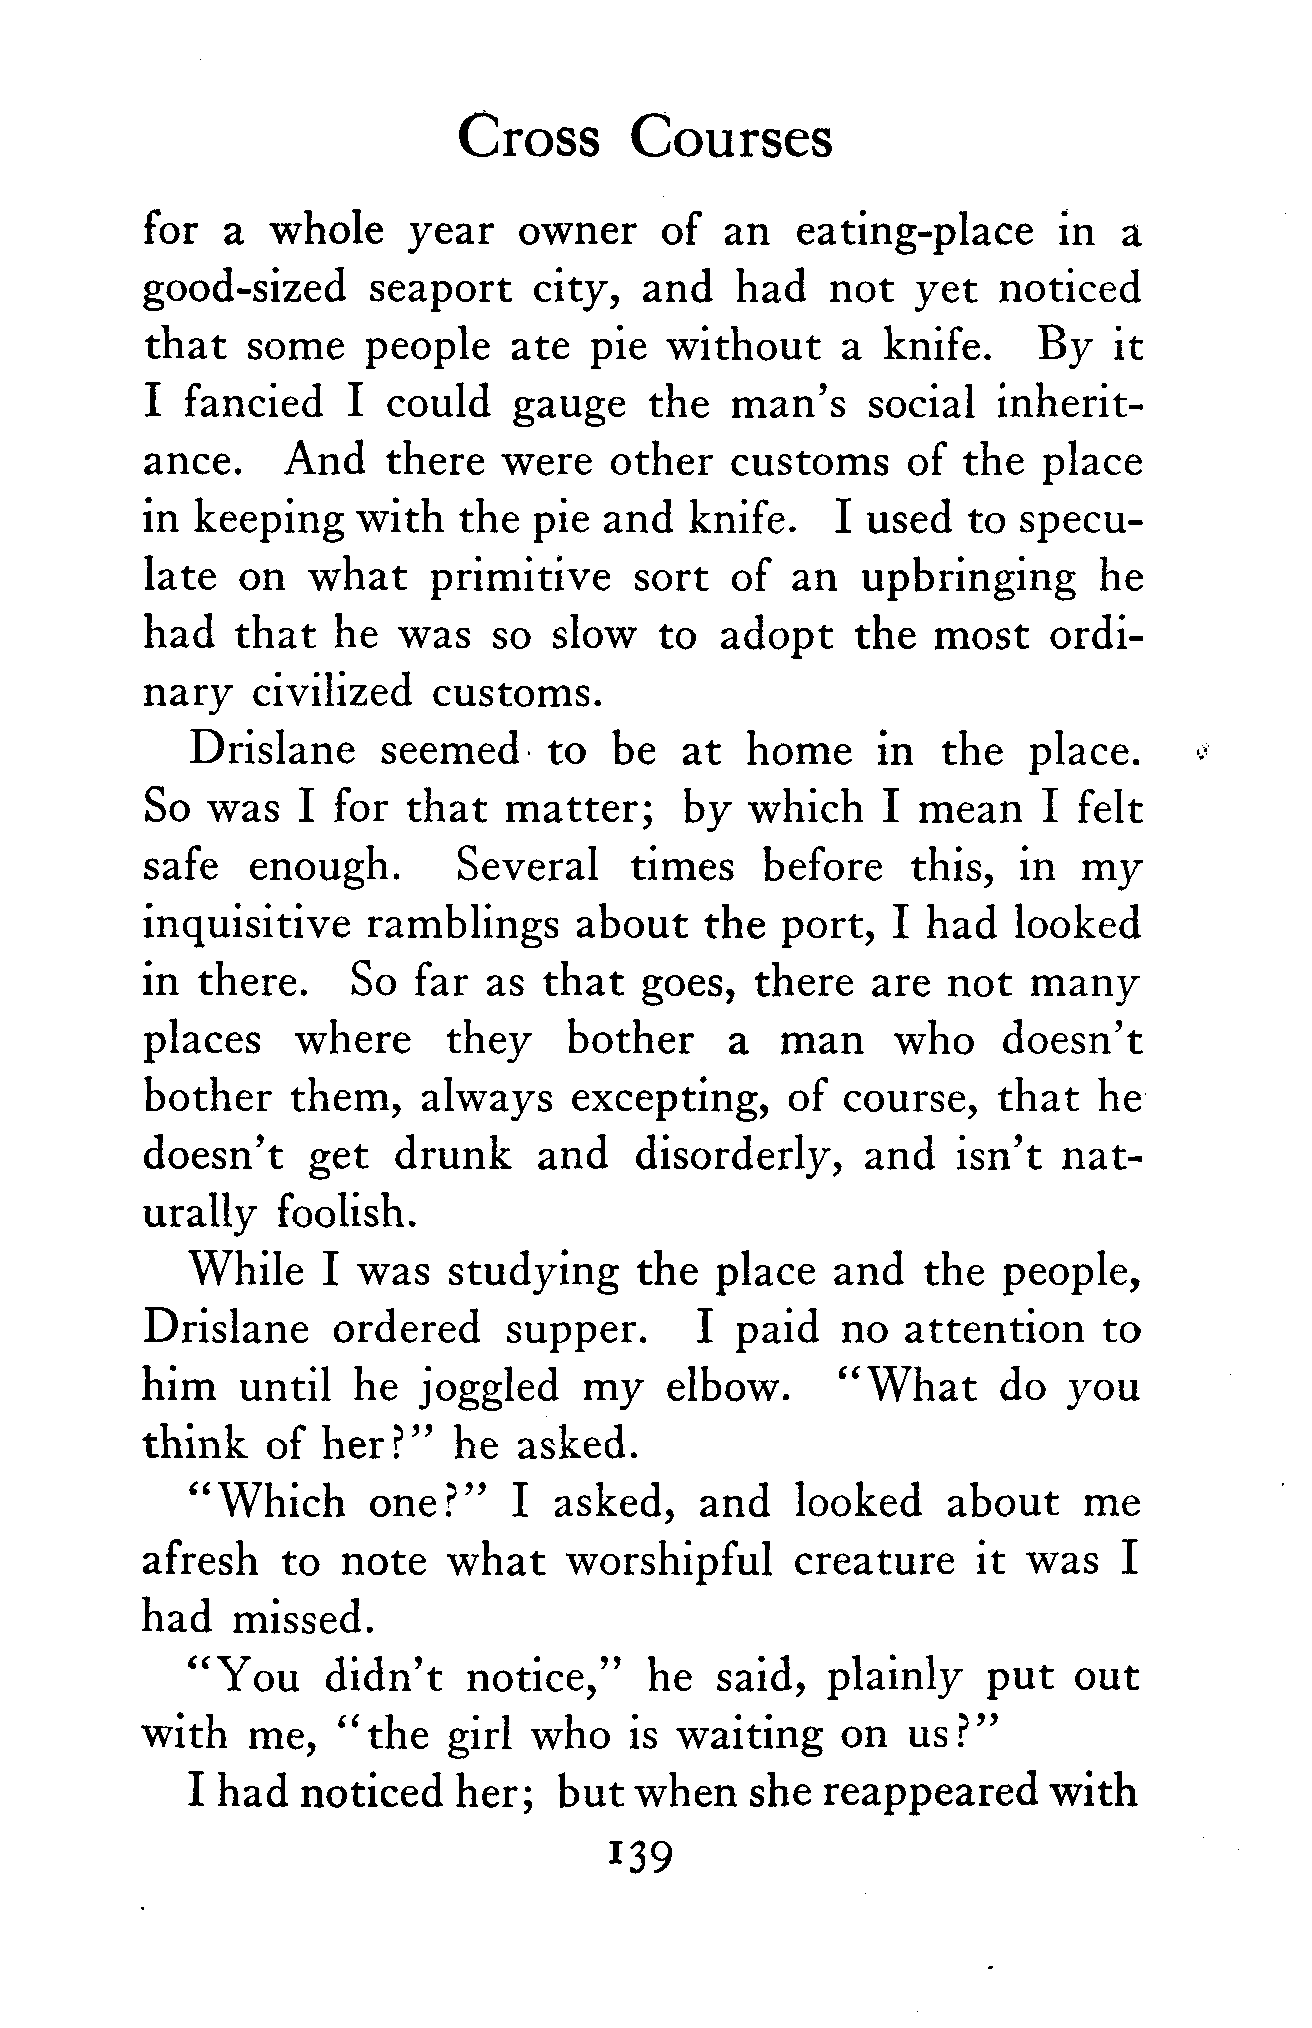 Cross Courses
for a whole year owner of an eating-place in a
good-sized seaport city, and had not yet noticed
that some people ate pie without a knife. By it
I fancied I could gauge the man's social inherit-
ance. And there were other customs of the place
in keeping with the pie and knife. I used to specu-
late on what primitive sort of an upbringing he
had that he was so slow to adopt the most ordi-
nary civilized customs.
Drislane seemed to be at home in the place.
So was I for that matter; by which I mean I felt
safe enough. Several times before this, in my
inquisitive ramblings about the port, I had looked
in there. So far as that goes, there are not many
places where they bother a man who doesn't
bother them, always excepting, of course, that he
doesn't get drunk and disorderly, and isn't nat-
urally foolish.
While I was studying the place and the people,
Drislane ordered supper. I paid no attention to
him until he joggled my elbow. "What do you
think of her?" he asked.
"Which one?" I asked, and looked about me
afresh to note what worshipful creature it was I
had missed.
"You didn't notice," he said, plainly put out
with me, "the girl who is waiting on us?"
I had noticed her; but when she reappeared with
139